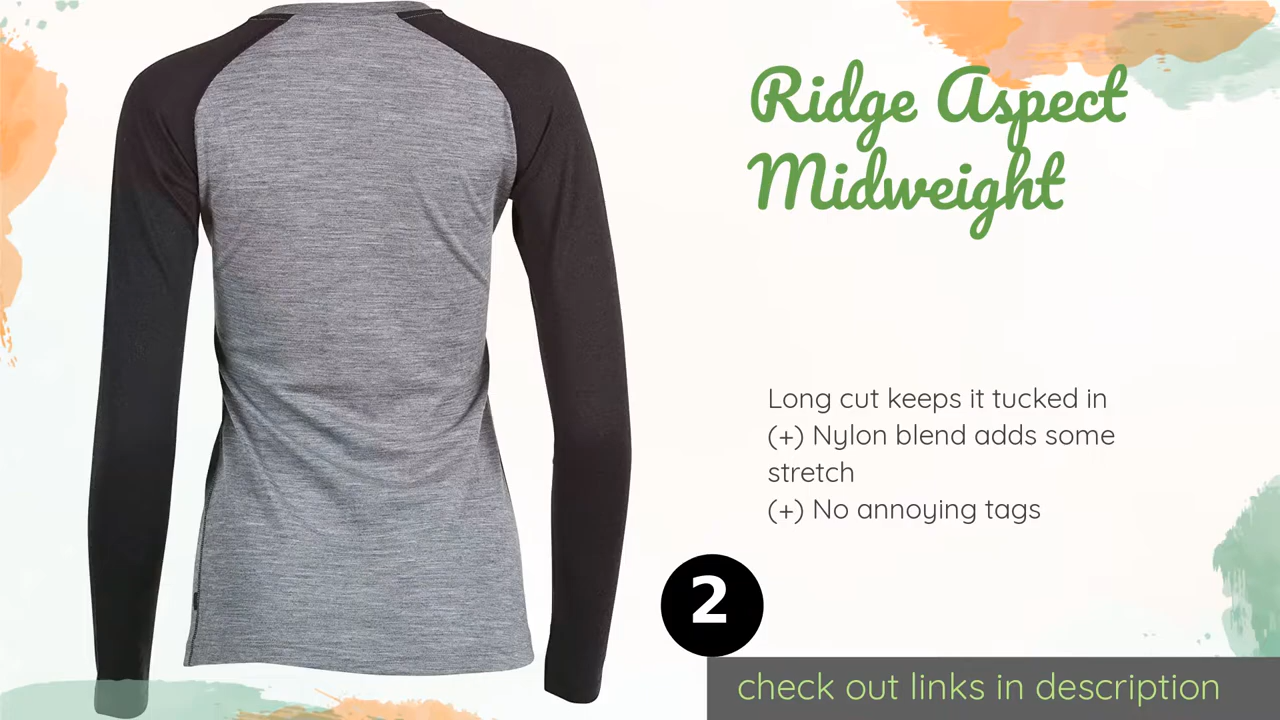 Ridge Aspect
Midweight
Long cut keeps it tucked in
(+) Nylon blend adds some
stretch
(+) No annoying tags
2
check out links in description